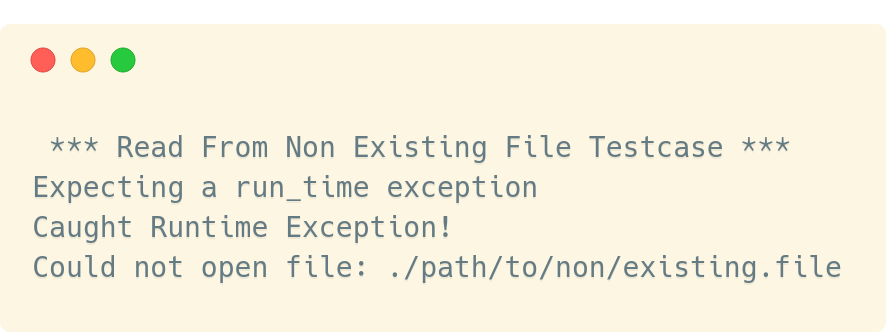 *** Read From Non Existing File Testcase ***
Expecting a run_time exception
Caught Runtime Exception!
Could not open file: ./path/to/non/existing.file